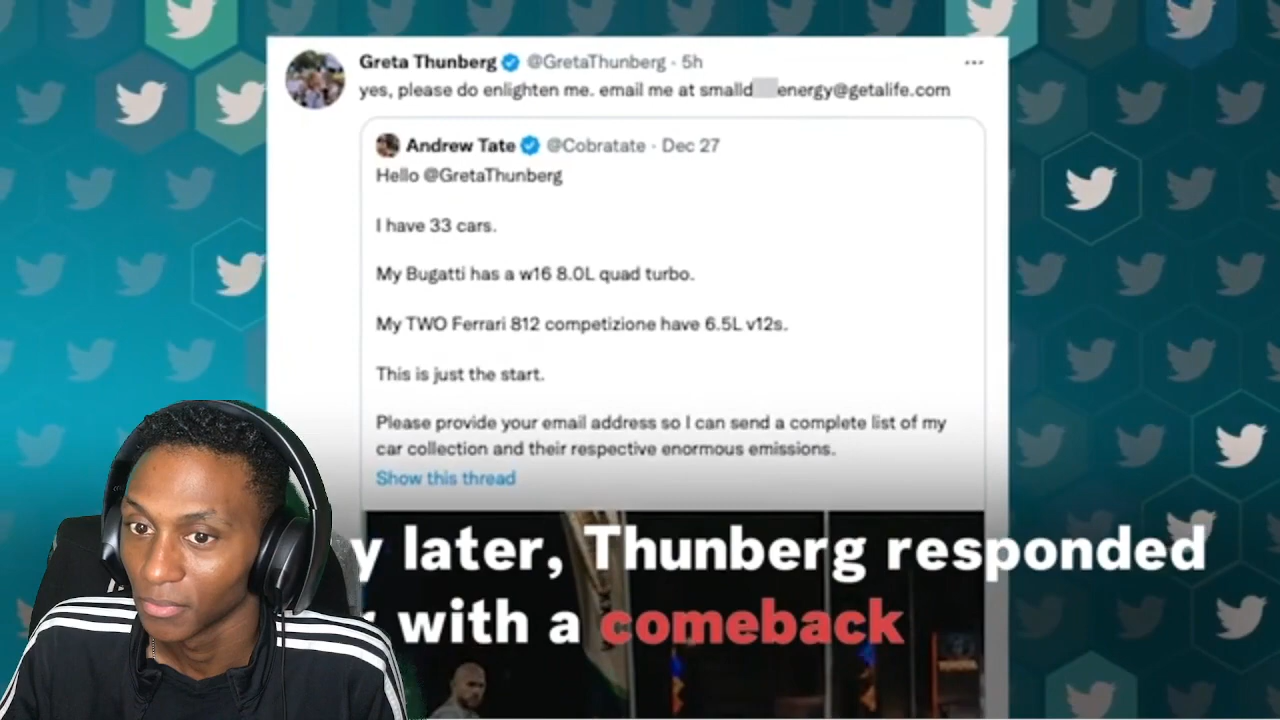 Greta Thunberg @GretaThunberg · 5h
yes, please do enlighten me. email me at smalld energy@getalife.com
Andrew Tate @Cobratate · Dec 27
Hello @GretaThunberg
I have 33 cars.
My Bugatti has a w16 8.0L quad turbo.
My TWO Ferrari 812 competizione have 6.5L v12s.
This is just the start.
Please provide your email address so I can send a complete list of my
car collection and their respective enormous emissions.
Show this thread
y later, Thunberg responded
with a comeback